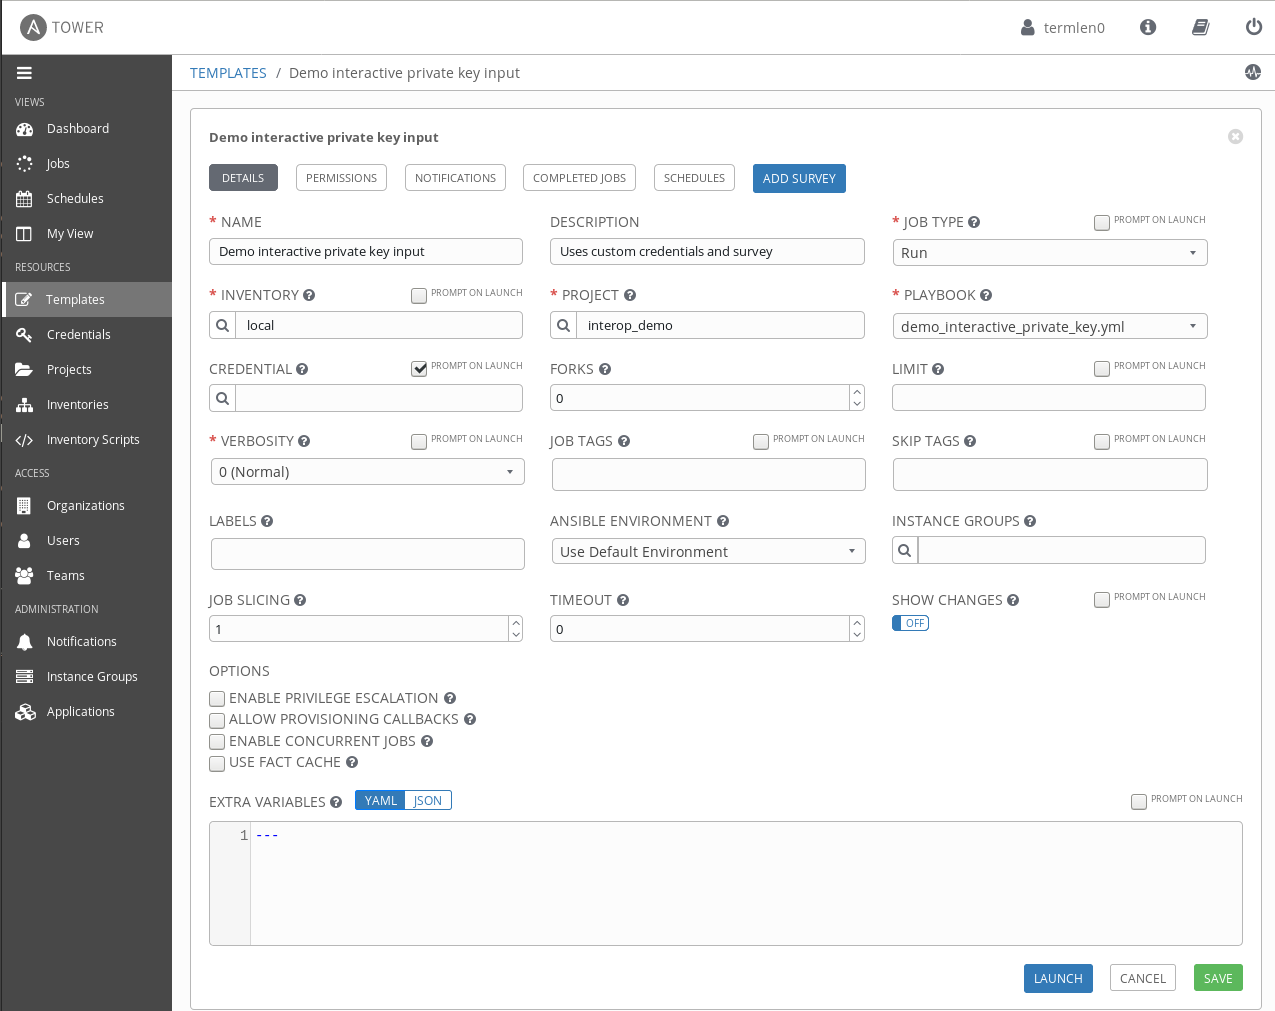 A TOWER
termlen0
TEMPLATES / Demo interactive private key input
VIEWS
Dashboard
Jobs
Schedules
My View
RESOURCES
Templates
Credentials
Projects
Inventories
Inventory Scripts
ACCESS
Organizations
Users
Teams
ADMINISTRATION
Notifications
Instance Groups
Applications
Demo interactive private key input
DETAILS PERMISSIONS NOTIFICATIONS COMPLETED JOBS SCHEDULES ADD SURVEY
* NAME
Demo interactive private key input
DESCRIPTION
Uses custom credentials and survey
* JOB TYPE PROMPT ON LAUNCH
Run
* INVENTORY PROMPT ON LAUNCH
local
* PROJECT
interop_demo
* PLAYBOOK
demo_interactive_private_key.yml
CREDENTIAL PROMPT ON LAUNCH
FORKS
0
LIMIT PROMPT ON LAUNCH
* VERBOSITY PROMPT ON LAUNCH
0 (Normal)
JOB TAGS PROMPT ON LAUNCH
SKIP TAGS PROMPT ON LAUNCH
LABELS
ANSIBLE ENVIRONMENT
Use Default Environment
INSTANCE GROUPS
JOB SLICING
1
TIMEOUT
0
SHOW CHANGES PROMPT ON LAUNCH
OFF
OPTIONS
ENABLE PRIVILEGE ESCALATION
ALLOW PROVISIONING CALLBACKS
ENABLE CONCURRENT JOBS
USE FACT CACHE
EXTRA VARIABLES YAML JSON PROMPT ON LAUNCH
1 ---
LAUNCH CANCEL SAVE